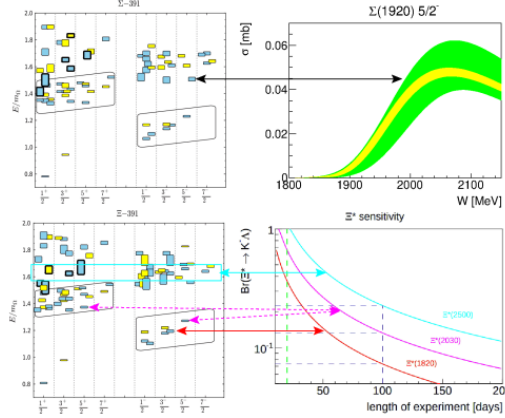 Σ−391
2.0
1.8
1.6
1.4
1.2
1.0
0.8
E/mΩ
1/2+ 3/2+ 5/2+ 7/2+ 1/2- 3/2- 5/2- 7/2-
Σ(1920) 5/2-
σ [mb]
0.06
0.04
0.02
0
1800 1900 2000 2100
W [MeV]
Ξ−391
2.0
1.8
1.6
1.4
1.2
1.0
0.8
E/mΩ
1/2+ 3/2+ 5/2+ 7/2+ 1/2- 3/2- 5/2- 7/2-
Ξ* sensitivity
Br(Ξ* → K̄Λ)
1
10-1
Ξ*(2500)
Ξ*(2030)
Ξ*(1820)
50 100 150 200
length of experiment [days]